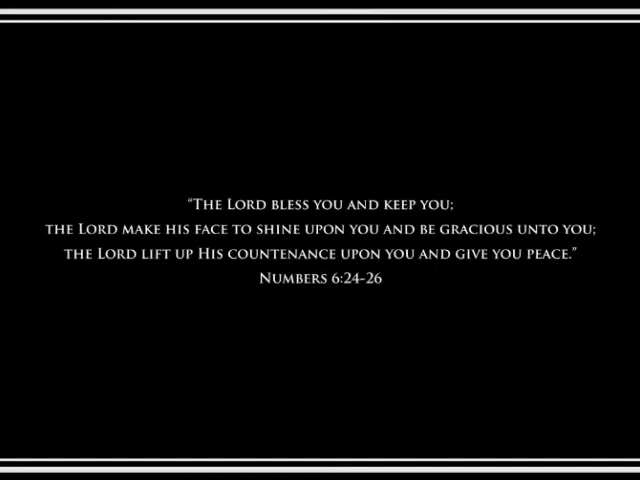 “The Lord bless you and keep you;
the Lord make his face to shine upon you and be gracious unto you;
the Lord lift up His countenance upon you and give you peace.”
Numbers 6:24-26